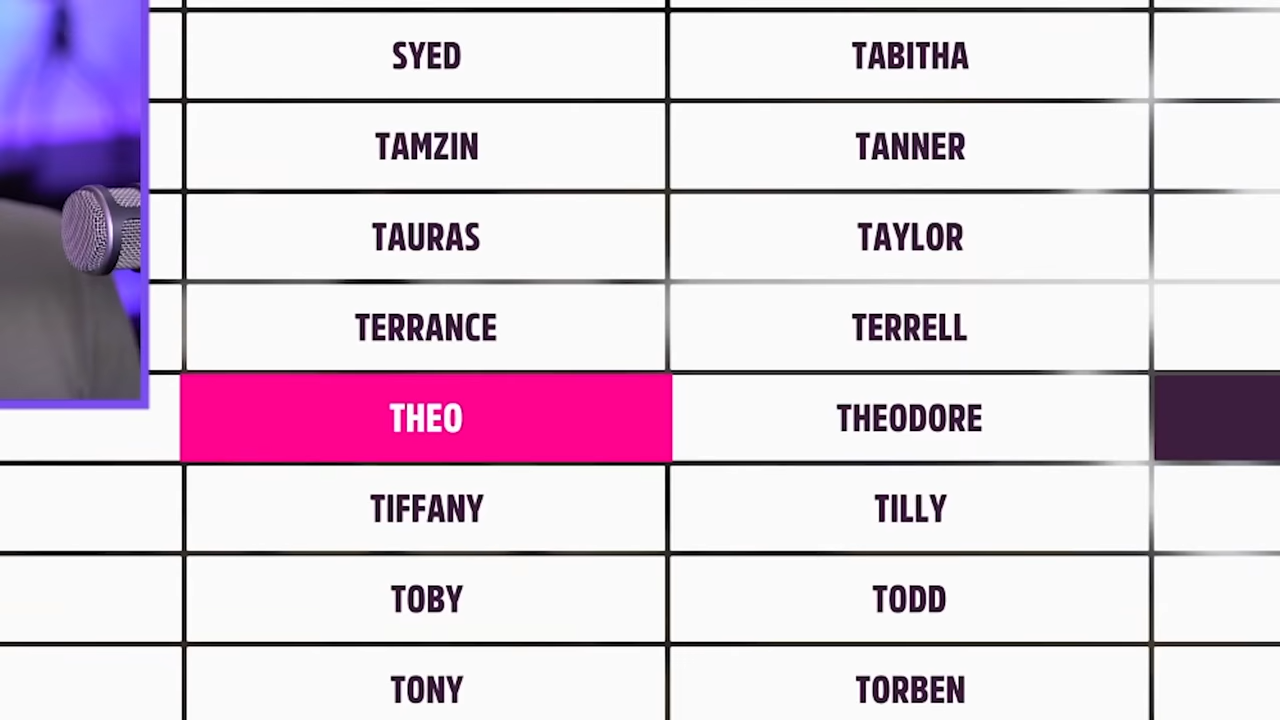 SYED TABITHA
TAMZIN TANNER
TAURAS TAYLOR
TERRANCE TERRELL
THEO THEODORE
TIFFANY TILLY
TOBY TODD
TONY TORBEN